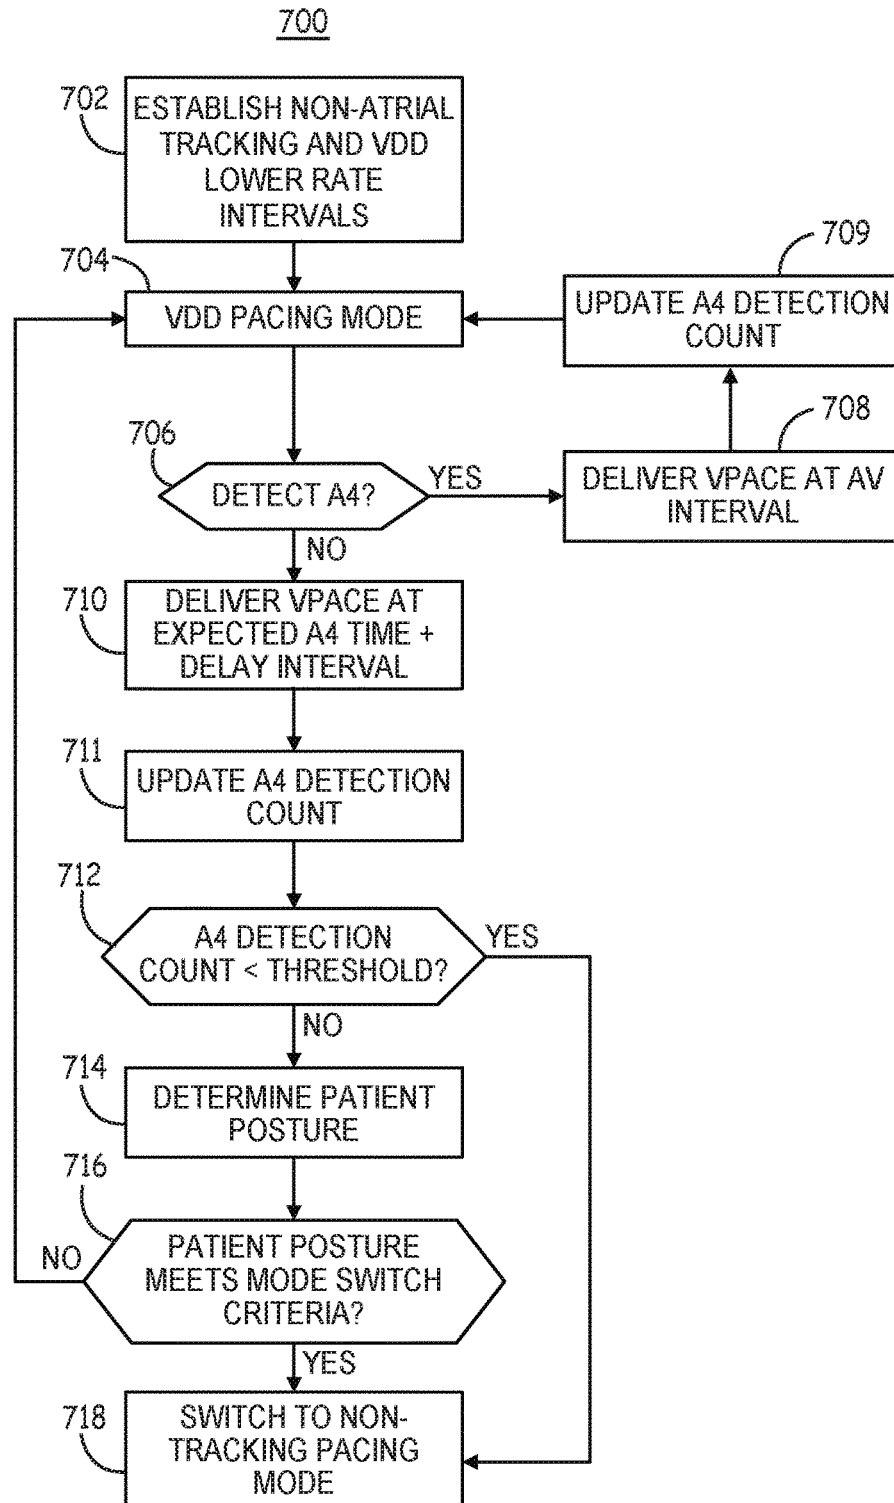 700
702
ESTABLISH NON-ATRIAL
TRACKING AND VDD
LOWER RATE
INTERVALS
704
VDD PACING MODE
709
UPDATE A4 DETECTION
COUNT
706
DETECT A4?
YES
708
DELIVER VPACE AT AV
INTERVAL
NO
710
DELIVER VPACE AT
EXPECTED A4 TIME +
DELAY INTERVAL
711
UPDATE A4 DETECTION
COUNT
712
A4 DETECTION
COUNT < THRESHOLD?
YES
NO
714
DETERMINE PATIENT
POSTURE
716
PATIENT POSTURE
MEETS MODE SWITCH
CRITERIA?
NO
YES
718
SWITCH TO NON-
TRACKING PACING
MODE